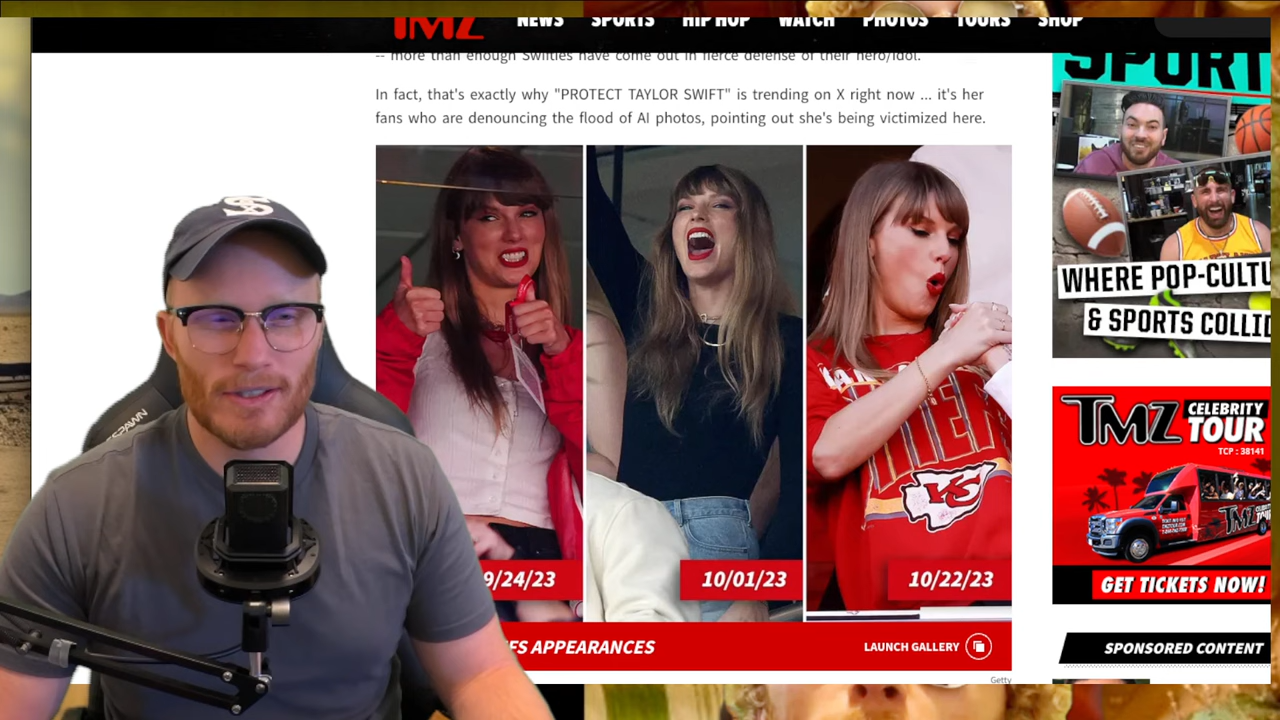 TMZ NEWS SPORTS HIP HOP WATCH PHOTOS TOURS SHOP
-- more than enough Swifties have come out in fierce defense of their hero/idol.
In fact, that's exactly why "PROTECT TAYLOR SWIFT" is trending on X right now ... it's her
fans who are denouncing the flood of AI photos, pointing out she's being victimized here.
9/24/23
10/01/23
10/22/23
FS APPEARANCES
LAUNCH GALLERY
Getty
SPORT
WHERE POP-CULTU
& SPORTS COLLID
TMZ CELEBRITY
TOUR
TCP : 38141
GET TICKETS NOW!
SPONSORED CONTENT